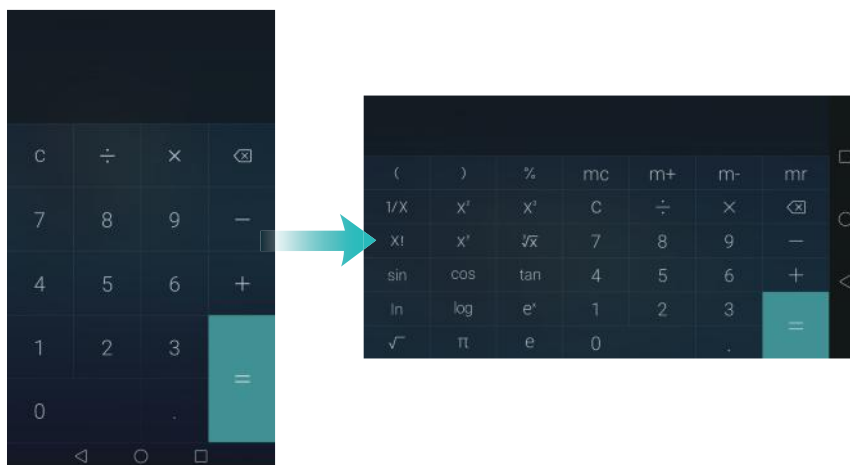 C ÷ ×
7 8 9 −
4 5 6 +
1 2 3
=
0 .
( ) % mc m+ m- mr
1/X X² X³ C ÷ ×
X! Xʸ ³√x 7 8 9 −
sin cos tan 4 5 6 +
ln log eˣ 1 2 3
=
√ π e 0 .